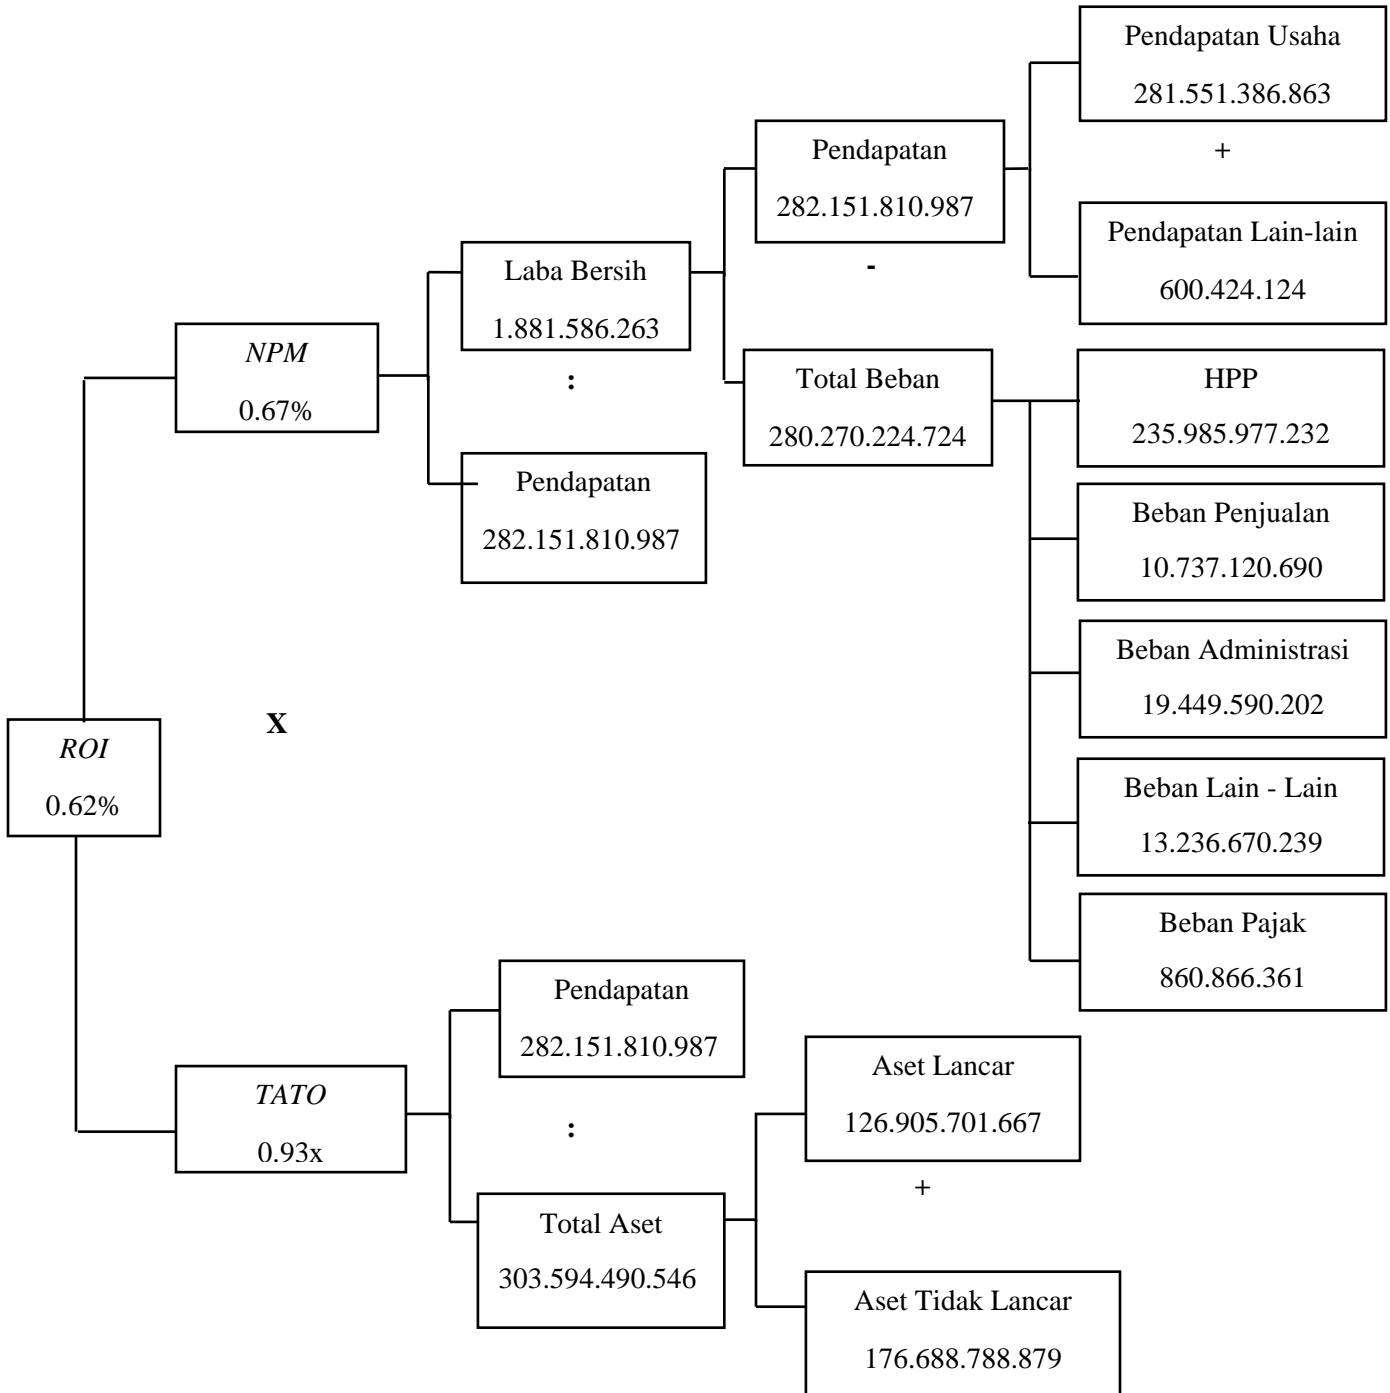 Pendapatan Usaha
281.551.386.863
+
Pendapatan
282.151.810.987
-
Pendapatan Lain-lain
600.424.124
Laba Bersih
1.881.586.263
:
NPM
0.67%
Total Beban
280.270.224.724
HPP
235.985.977.232
Pendapatan
282.151.810.987
Beban Penjualan
10.737.120.690
Beban Administrasi
19.449.590.202
X
ROI
0.62%
Beban Lain - Lain
13.236.670.239
Beban Pajak
860.866.361
Pendapatan
282.151.810.987
:
TATO
0.93x
Aset Lancar
126.905.701.667
+
Total Aset
303.594.490.546
Aset Tidak Lancar
176.688.788.879